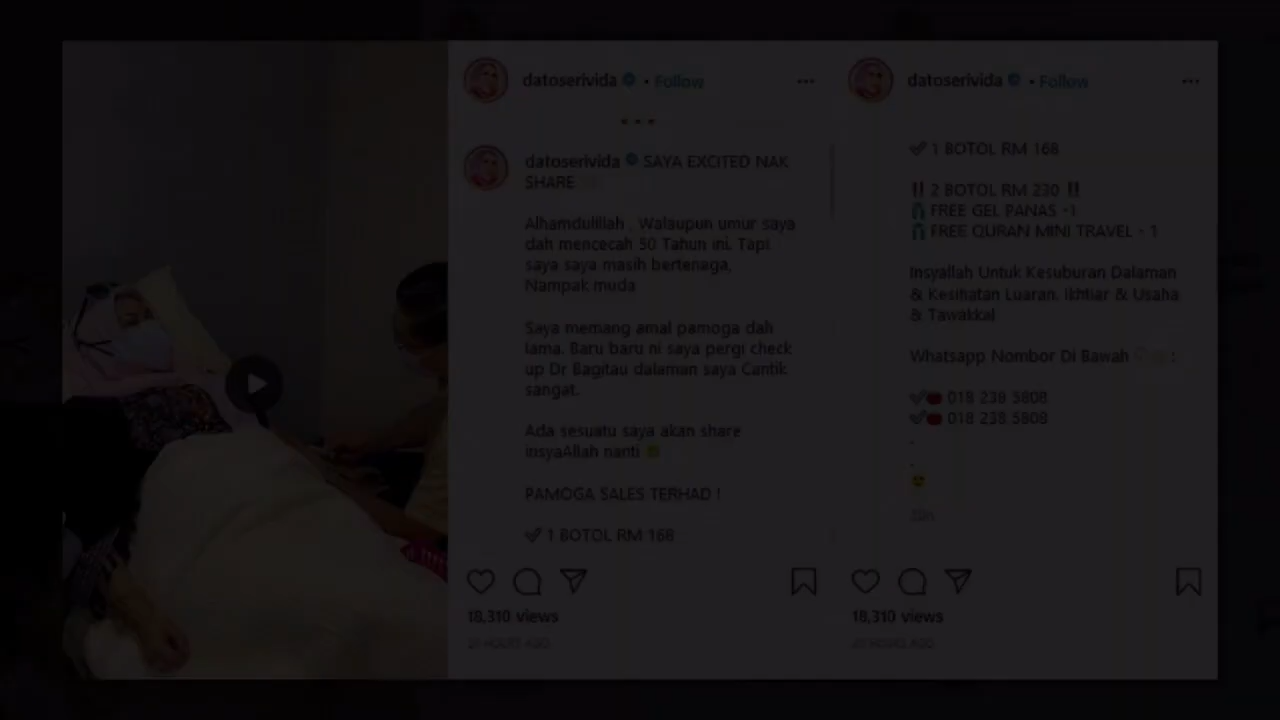 datoserivida • Follow
datoserivida SAYA EXCITED NAK
SHARE
Alhamdulillah Walaupun umur saya
dah mencecah 50 Tahun ini. Tapi
saya saya masih bertenaga,
Nampak muda
Saya memang amal pamoga dah
lama. Baru baru ni saya pergi check
up Dr Bagitau dalaman saya Cantik
sangat.
Ada sesuatu saya akan share
insyaAllah nanti
PAMOGA SALES TERHAD !
1 BOTOL RM 168
18,310 views
datoserivida • Follow
1 BOTOL RM 168
‼ 2 BOTOL RM 230 ‼
FREE GEL PANAS -1
FREE QURAN MINI TRAVEL - 1
Insyallah Untuk Kesuburan Dalaman
& Kesihatan Luaran, Ikhtiar & Usaha
& Tawakkal
Whatsapp Nombor Di Bawah :
018 238 5808
018 238 5808
18,310 views
HOURS AGO